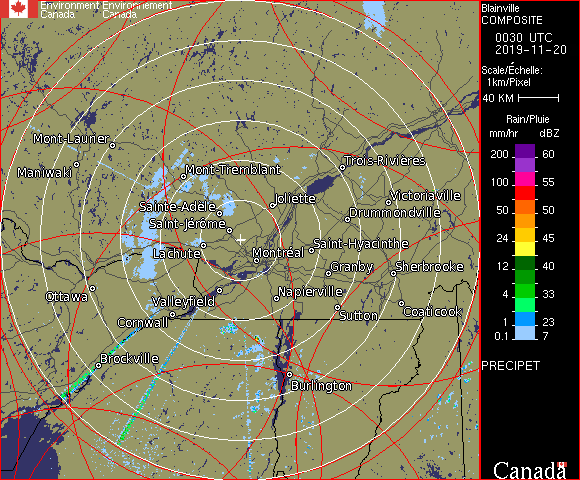 Environment Environnement
Canada Canada
Blainville
COMPOSITE
0030 UTC
2019-11-20
Scale/Échelle:
1km/Pixel
40 KM
Rain/Pluie
mm/hr dBZ
200 60
100 55
50 50
24 45
12 40
4 33
1 23
0.1 7
PRECIPET
Canada
Mont-Laurier
Maniwaki
Mont-Tremblant
Trois-Rivières
Sainte-Adèle
Joliette
Victoriaville
Drummondville
Saint-Jérôme
Saint-Hyacinthe
Lachute
Montréal
Granby
Sherbrooke
Ottawa
Valleyfield
Napierville
Cornwall
Sutton
Coaticook
Brockville
Burlington